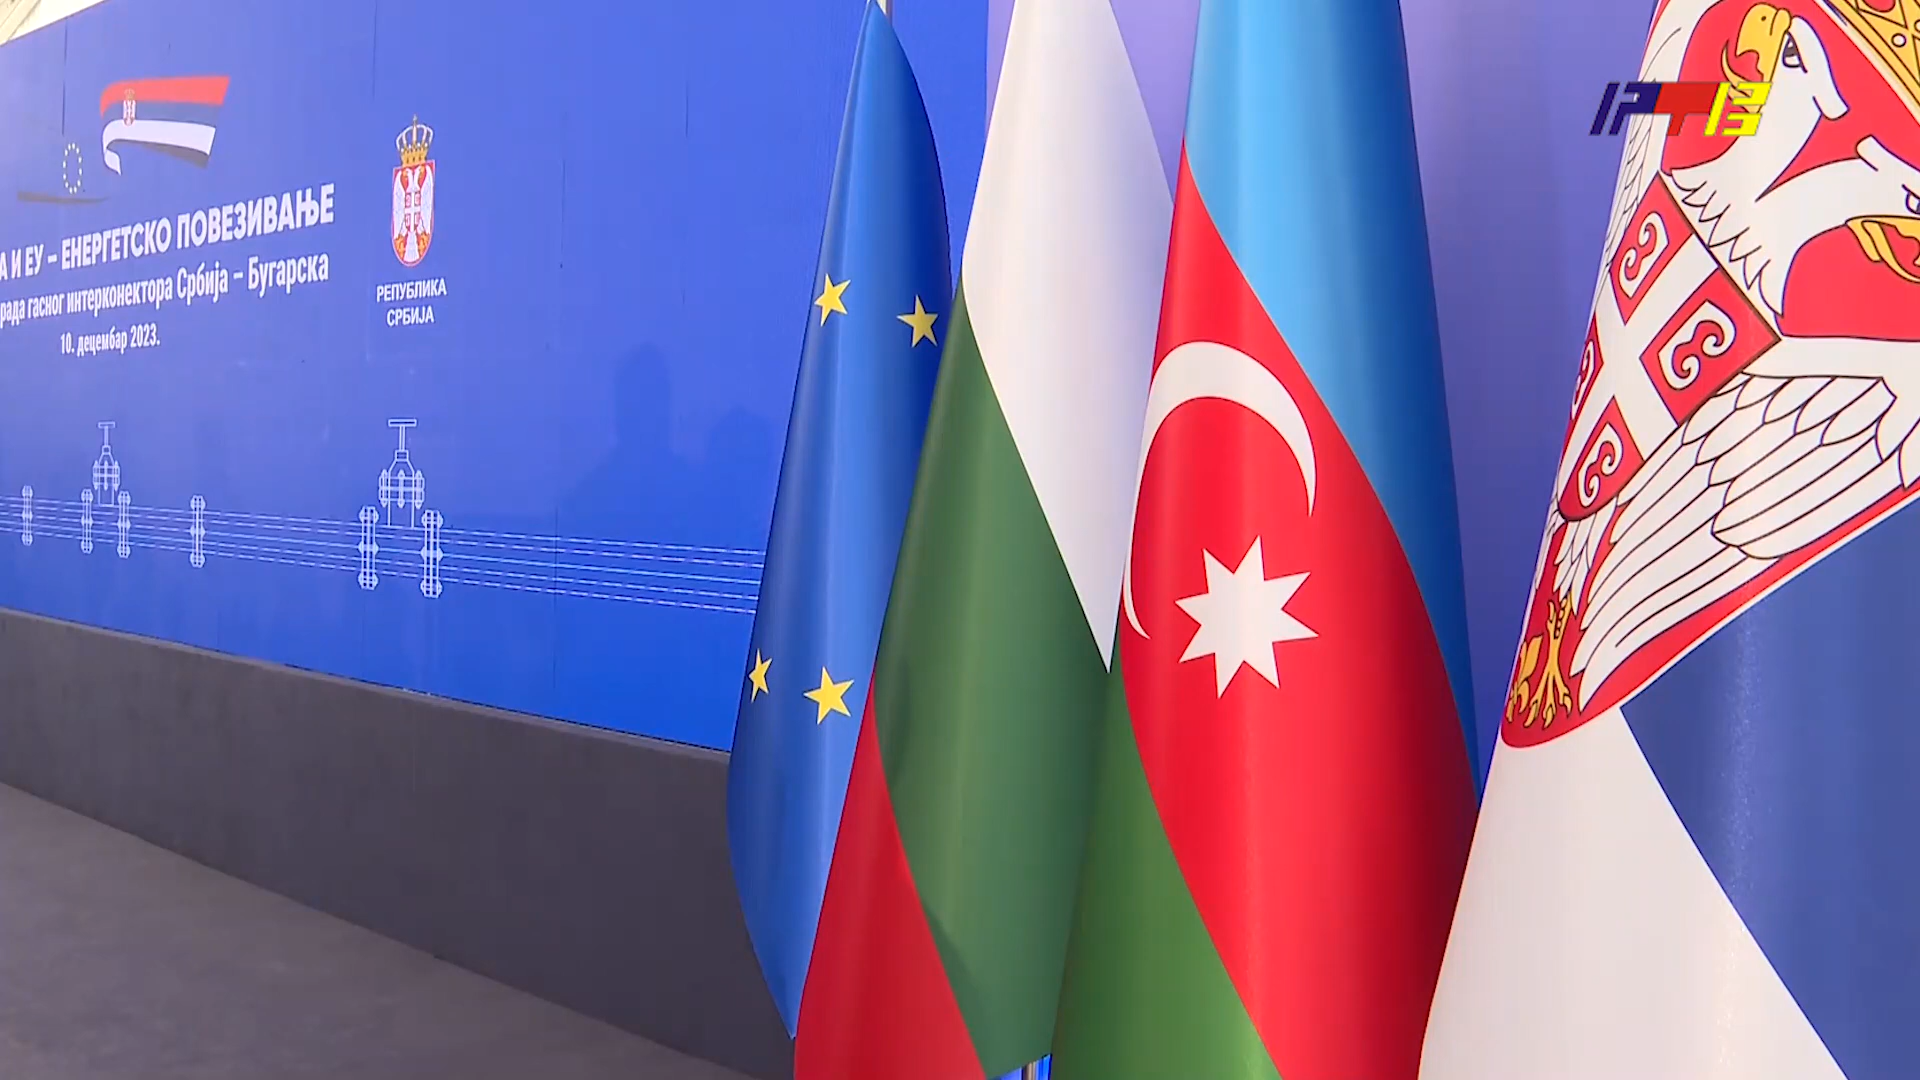 А И ЕУ – ЕНЕРГЕТСКО ПОВЕЗИВАЊЕ
рада гасног интерконектора Србија – Бугарска
10. децембар 2023.
РЕПУБЛИКА
СРБИЈА